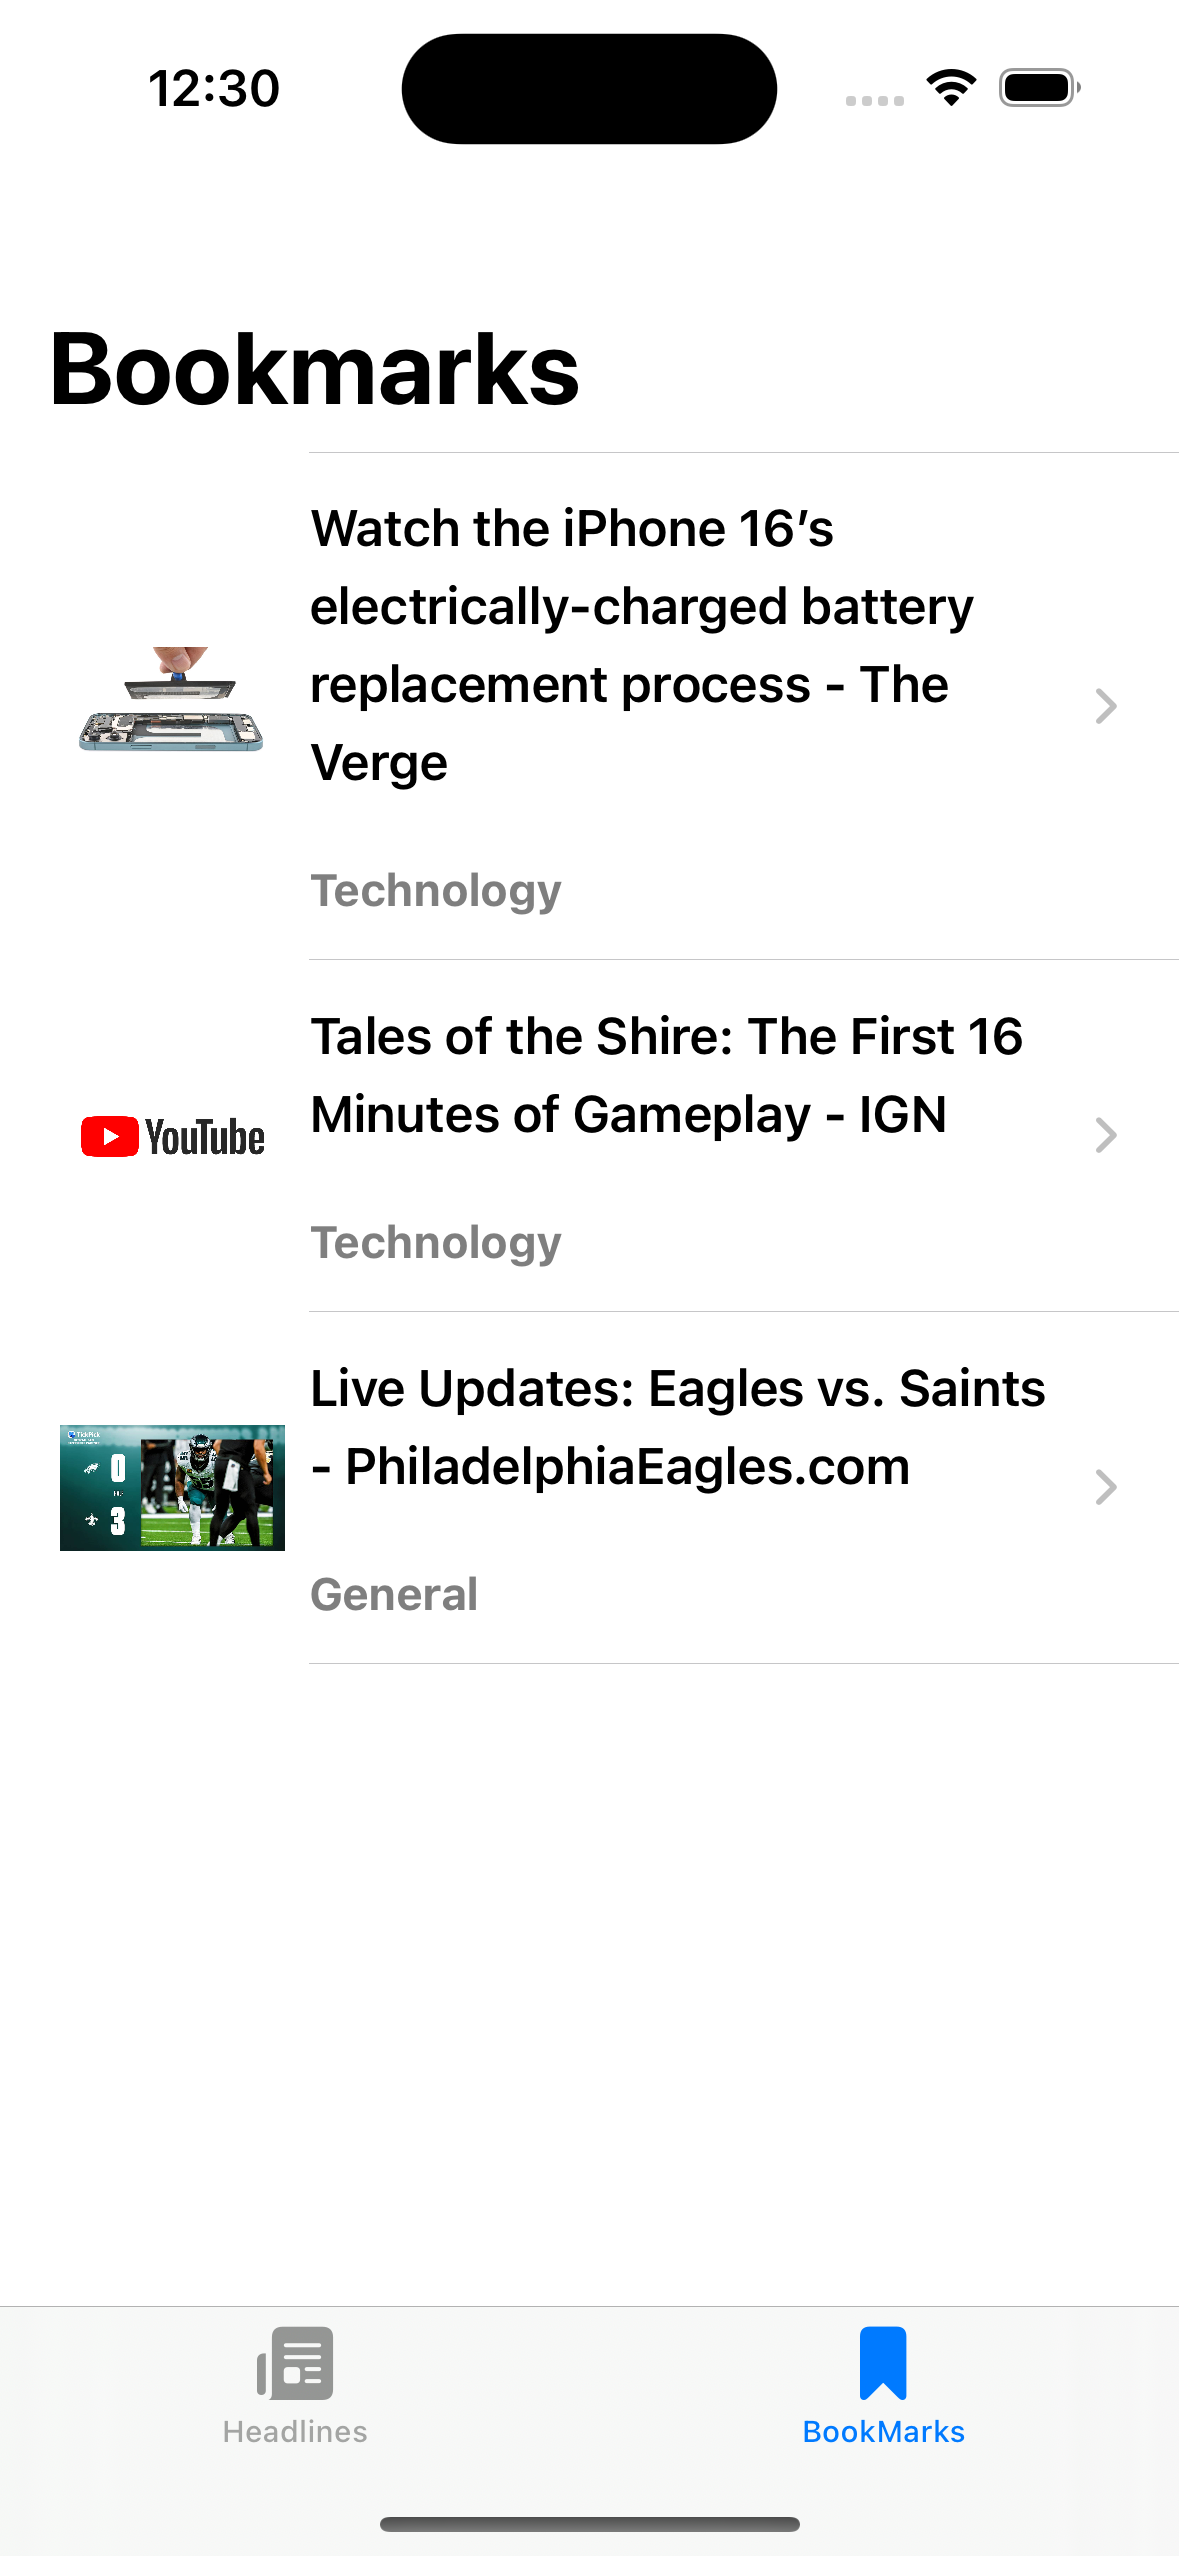 12:30
Bookmarks
Watch the iPhone 16’s
electrically-charged battery
replacement process - The
Verge
Technology
YouTube
Tales of the Shire: The First 16
Minutes of Gameplay - IGN
Technology
TickPick
0
3
Live Updates: Eagles vs. Saints
- PhiladelphiaEagles.com
General
Headlines
BookMarks